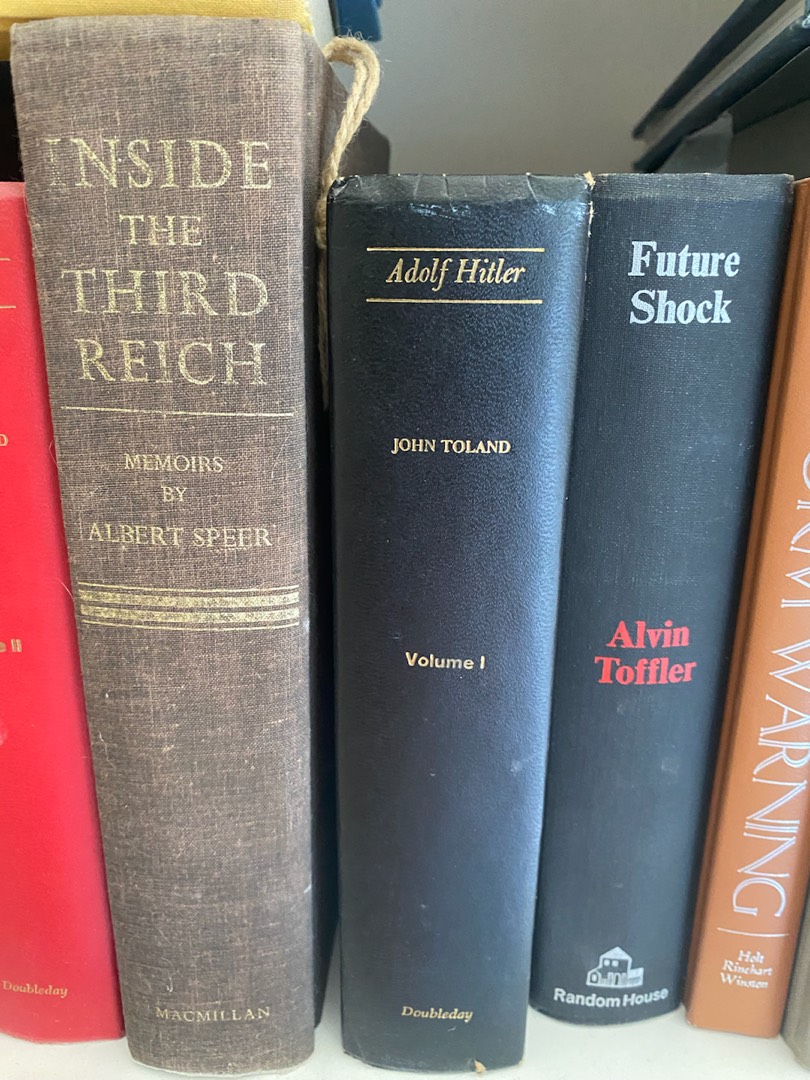 II
Doubleday
INSIDE
THE
THIRD
REICH
MEMOIRS
BY
ALBERT SPEER
MACMILLAN
Adolf Hitler
JOHN TOLAND
Volume I
Doubleday
Future
Shock
Alvin
Toffler
Random House
WARNING
Holt
Rinehart
Winston